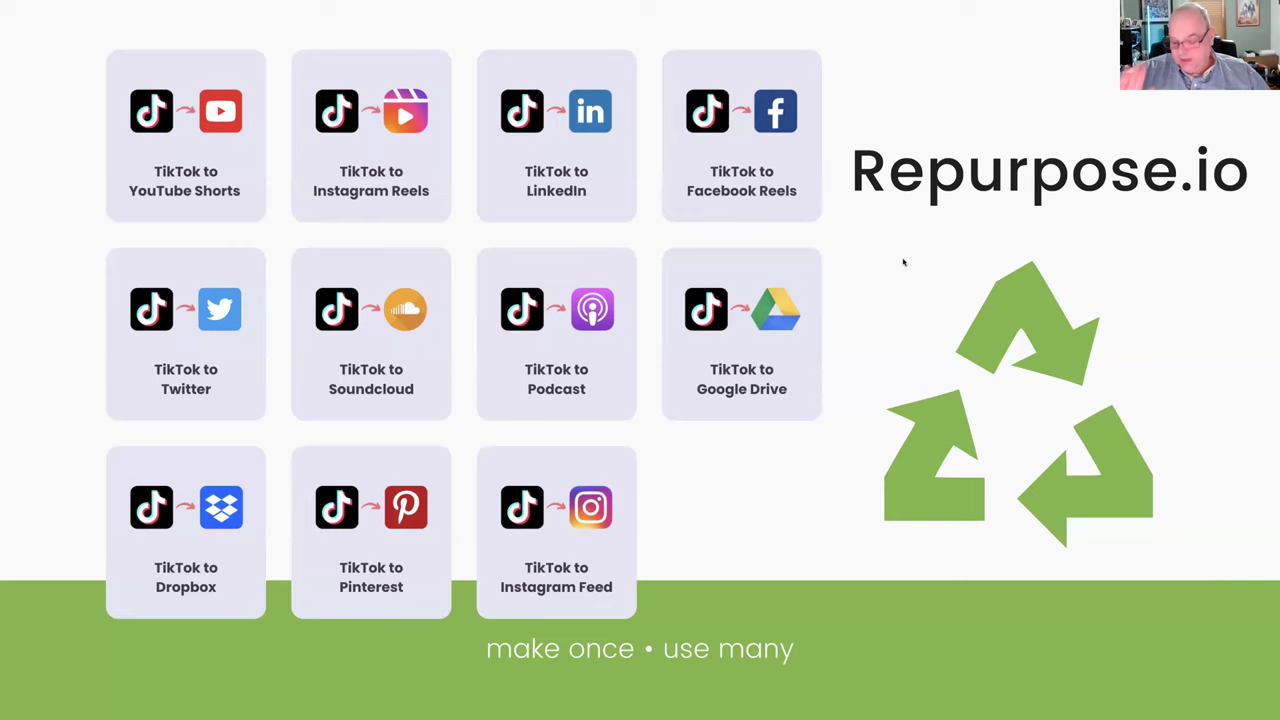 TikTok to
YouTube Shorts
TikTok to
Instagram Reels
in
TikTok to
LinkedIn
f
TikTok to
Facebook Reels
Repurpose.io
TikTok to
Twitter
TikTok to
Soundcloud
TikTok to
Podcast
TikTok to
Google Drive
TikTok to
Dropbox
TikTok to
Pinterest
TikTok to
Instagram Feed
make once • use many